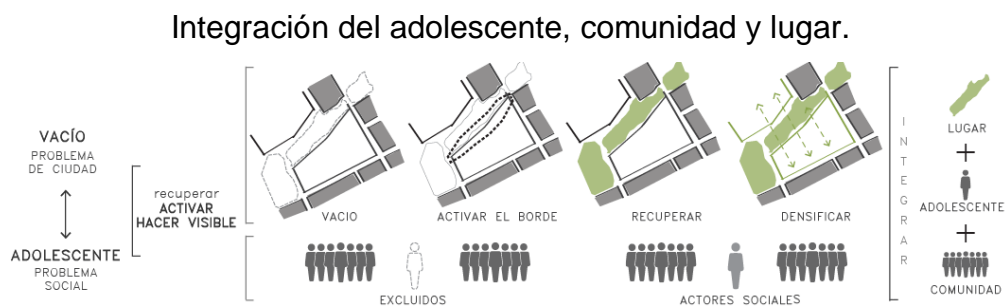 Integración del adolescente, comunidad y lugar.
VACÍO
PROBLEMA
DE CIUDAD
ADOLESCENTE
PROBLEMA
SOCIAL
recuperar
ACTIVAR
HACER VISIBLE
VACIO
ACTIVAR EL BORDE
RECUPERAR
DENSIFICAR
EXCLUIDOS
ACTORES SOCIALES
INTEGRAR
LUGAR
+
ADOLESCENTE
+
COMUNIDAD